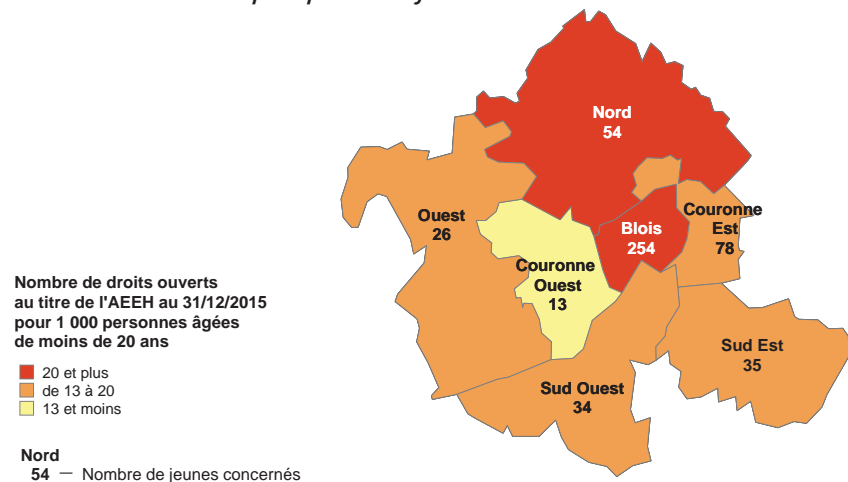 Nord
54
Ouest
26
Blois
254
Couronne
Est
78
Couronne
Ouest
13
Sud Est
35
Sud Ouest
34
Nombre de droits ouverts
au titre de l'AEEH au 31/12/2015
pour 1 000 personnes âgées
de moins de 20 ans
20 et plus
de 13 à 20
13 et moins
Nord
54 — Nombre de jeunes concernés